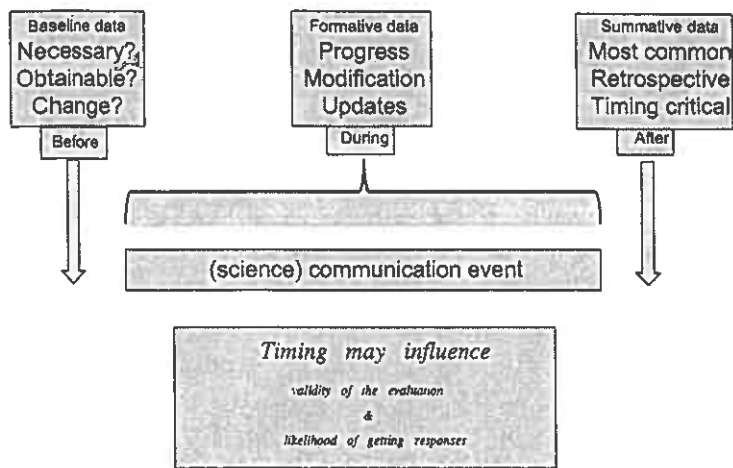 Baseline data
Necessary?
Obtainable?
Change?
Before
Formative data
Progress
Modification
Updates
During
Summative data
Most common
Retrospective
Timing critical
After
(science) communication event
Timing may influence
validity of the evaluation
&
likelihood of getting responses